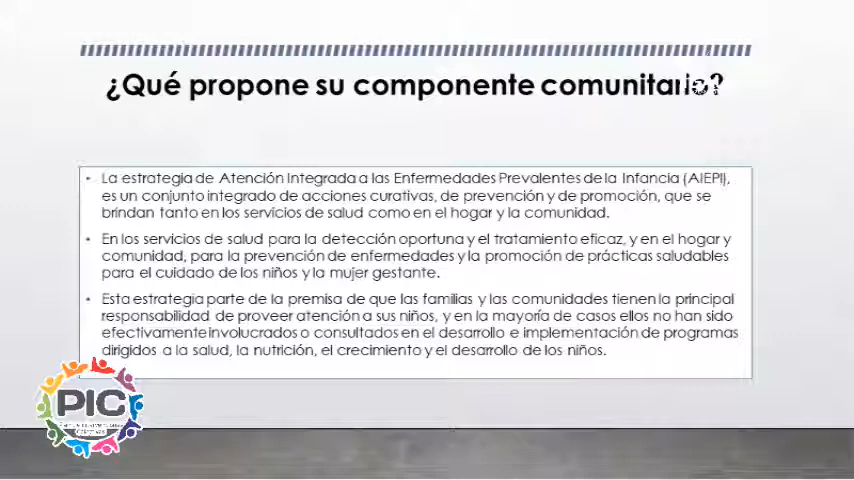 ¿Qué propone su componente comunitario?
• La estrategia de Atención Integrada a las Enfermedades Prevalentes de la Infancia (AIEPI),
es un conjunto integrado de acciones curativas, de prevención y de promoción, que se
brindan tanto en los servicios de salud como en el hogar y la comunidad.
• En los servicios de salud para la detección oportuna y el tratamiento eficaz, y en el hogar y
comunidad, para la prevención de enfermedades y la promoción de prácticas saludables
para el cuidado de los niños y la mujer gestante.
• Esta estrategia parte de la premisa de que las familias y las comunidades tienen la principal
responsabilidad de proveer atención a sus niños, y en la mayoría de casos ellos no han sido
efectivamente involucrados o consultados en el desarrollo e implementación de programas
dirigidos a la salud, la nutrición, el crecimiento y el desarrollo de los niños.
PIC